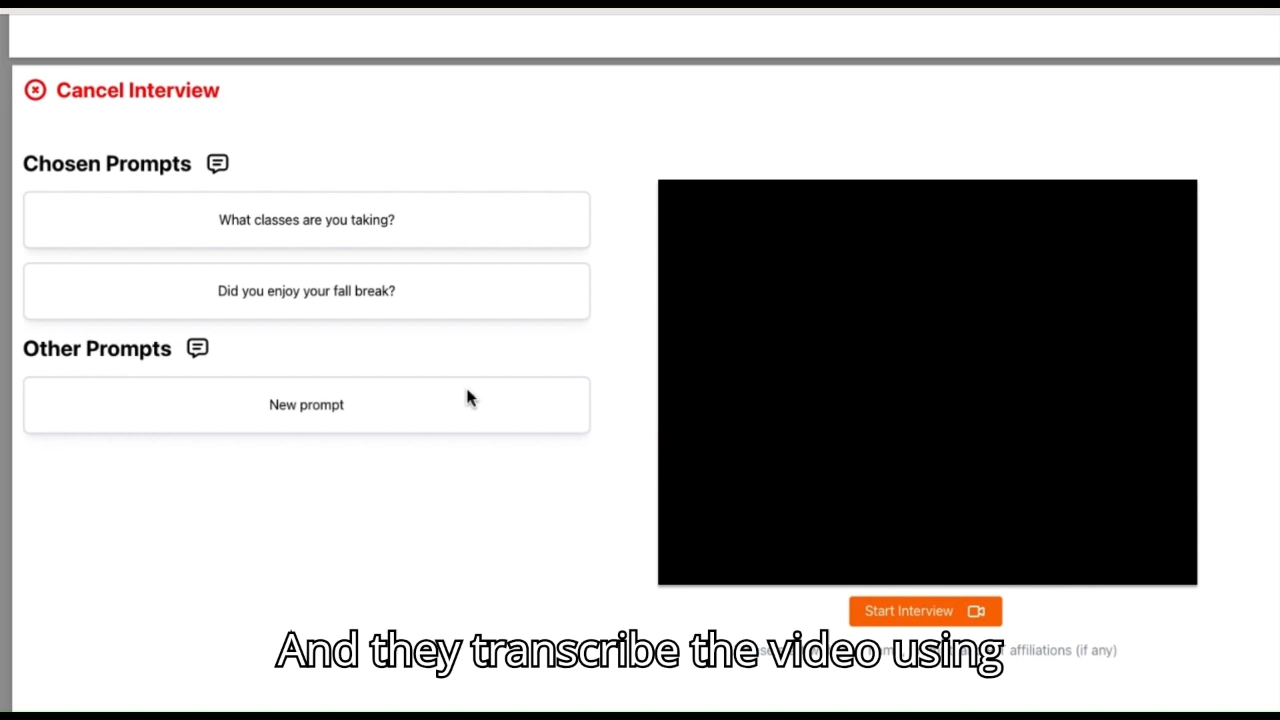 Cancel Interview
Chosen Prompts
What classes are you taking?
Did you enjoy your fall break?
Other Prompts
New prompt
Start Interview
affiliations (if any)
And they transcribe the video using